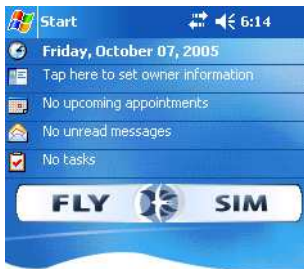 Start 6:14
Friday, October 07, 2005
Tap here to set owner information
No upcoming appointments
No unread messages
No tasks
FLY SIM